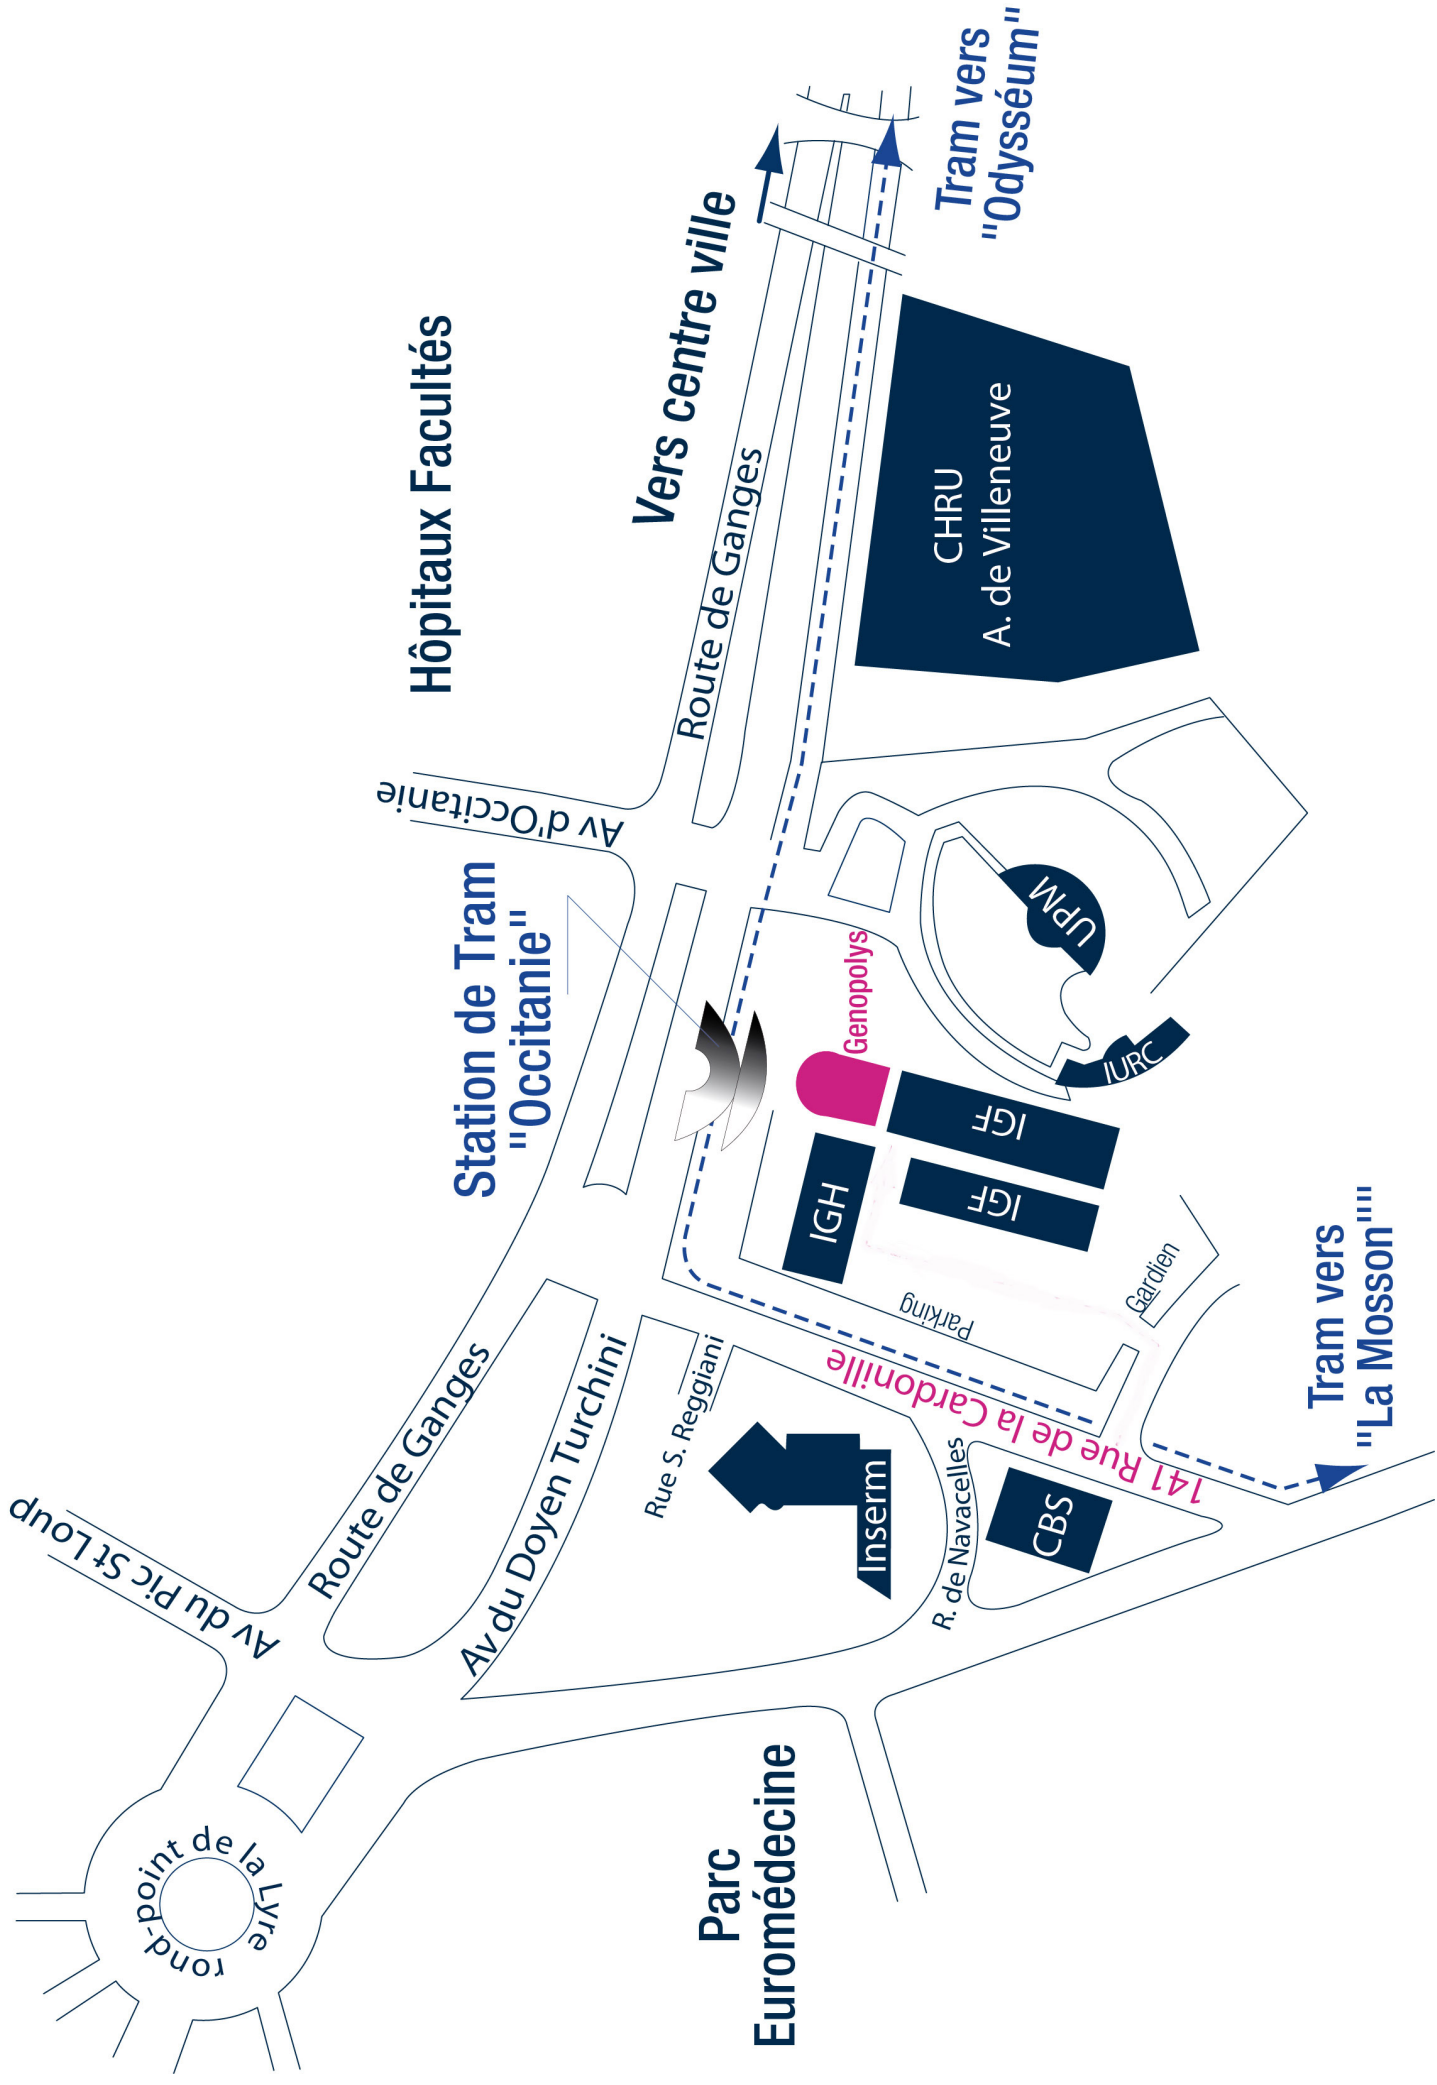 Av du Pic St Loup
rond-point de la Lyre
Route de Ganges
Av du Doyen Turchini
Rue S. Reggiani
Parc
Euromédecine
Inserm
R. de Navacelles
CBS
141 Rue de la Cardonille
Parking
Gardien
Tram vers
"La Mosson""
Station de Tram
"Occitanie"
Av d'Occitanie
Hôpitaux Facultés
Vers centre ville
Route de Ganges
Tram vers
"Odysséum"
Genopolys
IGH
IGF
IGF
IURC
UPM
CHRU
A. de Villeneuve